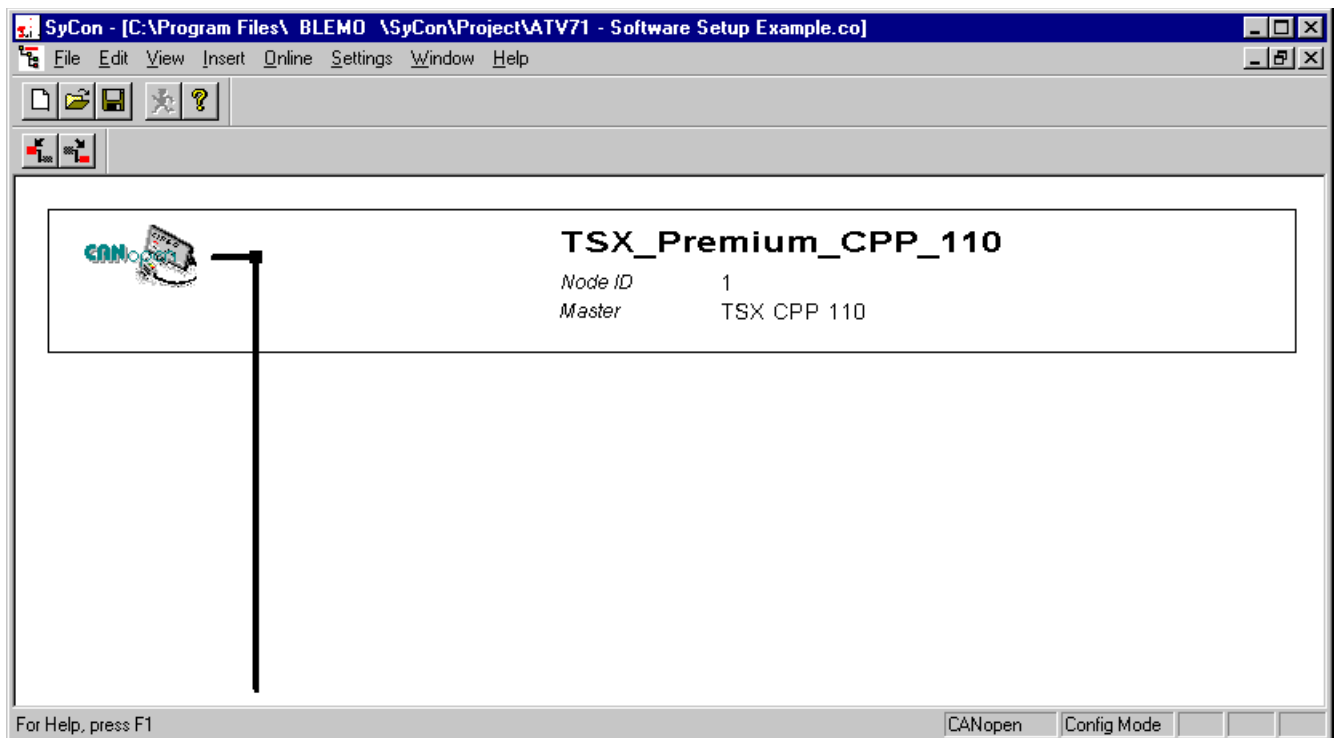 SyCon - [C:\Program Files\ BLEMO \SyCon\Project\ATV71 - Software Setup Example.co]
File Edit View Insert Online Settings Window Help
CANopen
TSX_Premium_CPP_110
Node ID 1
Master TSX CPP 110
For Help, press F1 CANopen Config Mode